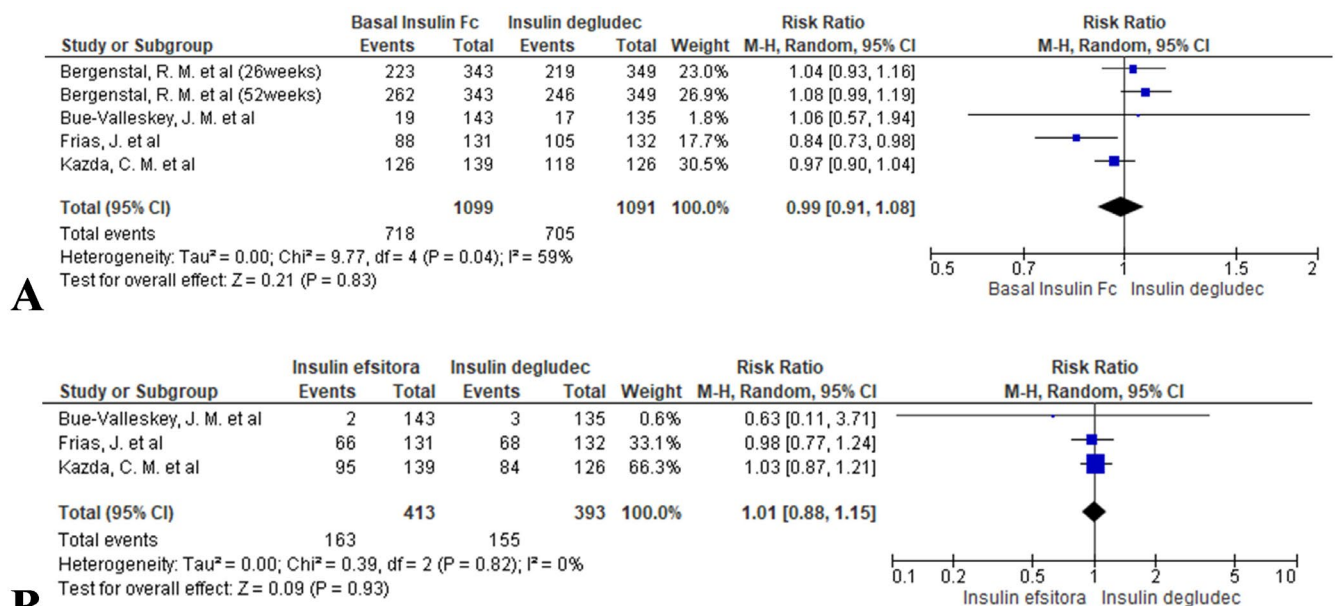 Basal Insulin Fc Insulin degludec Risk Ratio Risk Ratio
Study or Subgroup Events Total Events Total Weight M-H, Random, 95% CI M-H, Random, 95% CI
Bergenstal, R. M. et al (26weeks) 223 343 219 349 23.0% 1.04 [0.93, 1.16]
Bergenstal, R. M. et al (52weeks) 262 343 246 349 26.9% 1.08 [0.99, 1.19]
Bue-Valleskey, J. M. et al 19 143 17 135 1.8% 1.06 [0.57, 1.94]
Frias, J. et al 88 131 105 132 17.7% 0.84 [0.73, 0.98]
Kazda, C. M. et al 126 139 118 126 30.5% 0.97 [0.90, 1.04]
Total (95% CI) 1099 1091 100.0% 0.99 [0.91, 1.08]
Total events 718 705
Heterogeneity: Tau² = 0.00; Chi² = 9.77, df = 4 (P = 0.04); I² = 59%
Test for overall effect: Z = 0.21 (P = 0.83)
0.5 0.7 1 1.5 2
Basal Insulin Fc Insulin degludec
A
Insulin efsitora Insulin degludec Risk Ratio Risk Ratio
Study or Subgroup Events Total Events Total Weight M-H, Random, 95% CI M-H, Random, 95% CI
Bue-Valleskey, J. M. et al 2 143 3 135 0.6% 0.63 [0.11, 3.71]
Frias, J. et al 66 131 68 132 33.1% 0.98 [0.77, 1.24]
Kazda, C. M. et al 95 139 84 126 66.3% 1.03 [0.87, 1.21]
Total (95% CI) 413 393 100.0% 1.01 [0.88, 1.15]
Total events 163 155
Heterogeneity: Tau² = 0.00; Chi² = 0.39, df = 2 (P = 0.82); I² = 0%
Test for overall effect: Z = 0.09 (P = 0.93)
0.1 0.2 0.5 1 2 5 10
Insulin efsitora Insulin degludec
B